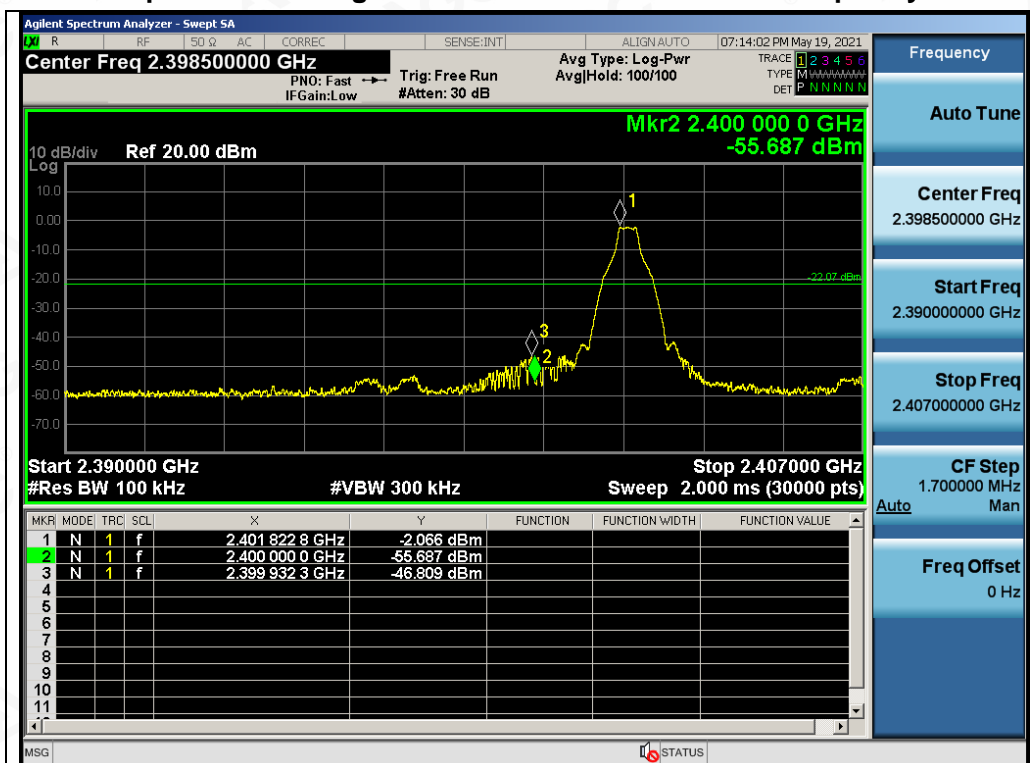 Agilent Spectrum Analyzer - Swept SA
LXI R RF 50 Ω AC CORREC SENSE:INT ALIGN AUTO 07:14:02 PM May 19, 2021
Center Freq 2.398500000 GHz
PNO: Fast
IFGain:Low
Trig: Free Run
#Atten: 30 dB
Avg Type: Log-Pwr
Avg|Hold: 100/100
TRACE 1 2 3 4 5 6
TYPE M
DET P N N N N N
Mkr2 2.400 000 0 GHz
-55.687 dBm
10 dB/div Ref 20.00 dBm
Log
10.0
0.00
-10.0
-20.0
-30.0
-40.0
-50.0
-60.0
-70.0
1
-22.07 dBm
3
2
Start 2.390000 GHz Stop 2.407000 GHz
#Res BW 100 kHz #VBW 300 kHz Sweep 2.000 ms (30000 pts)
MKR MODE TRC SCL X Y FUNCTION FUNCTION WIDTH FUNCTION VALUE
1 N 1 f 2.401 822 8 GHz -2.066 dBm
2 N 1 f 2.400 000 0 GHz -55.687 dBm
3 N 1 f 2.399 932 3 GHz -46.809 dBm
4
5
6
7
8
9
10
11
MSG STATUS
Frequency
Auto Tune
Center Freq
2.398500000 GHz
Start Freq
2.390000000 GHz
Stop Freq
2.407000000 GHz
CF Step
1.700000 MHz
Auto Man
Freq Offset
0 Hz